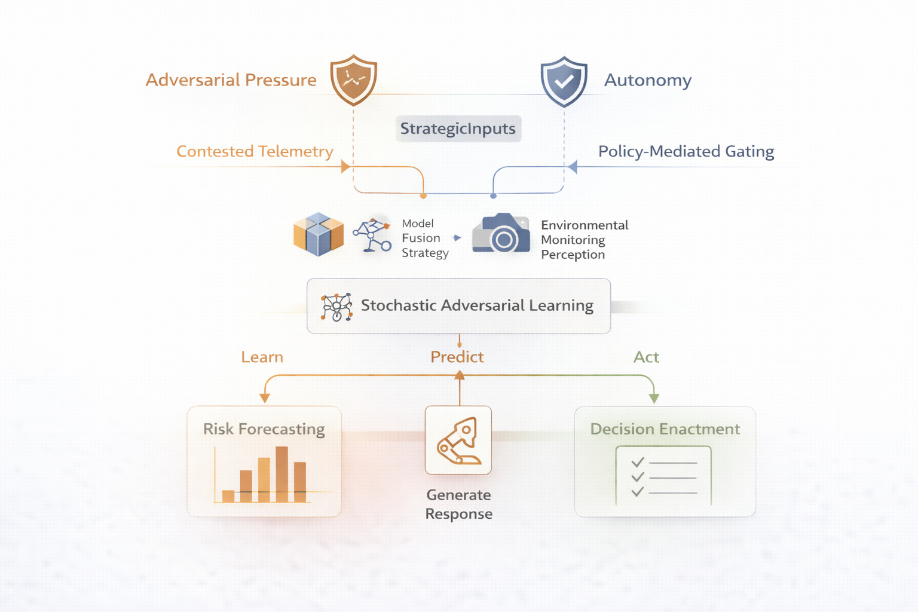 Adversarial Pressure
Autonomy
StrategicInputs
Contested Telemetry
Policy-Mediated Gating
Model
Fusion
Strategy
Environmental
Monitoring
Perception
Stochastic Adversarial Learning
Learn
Predict
Act
Risk Forecasting
Decision Enactment
Generate
Response